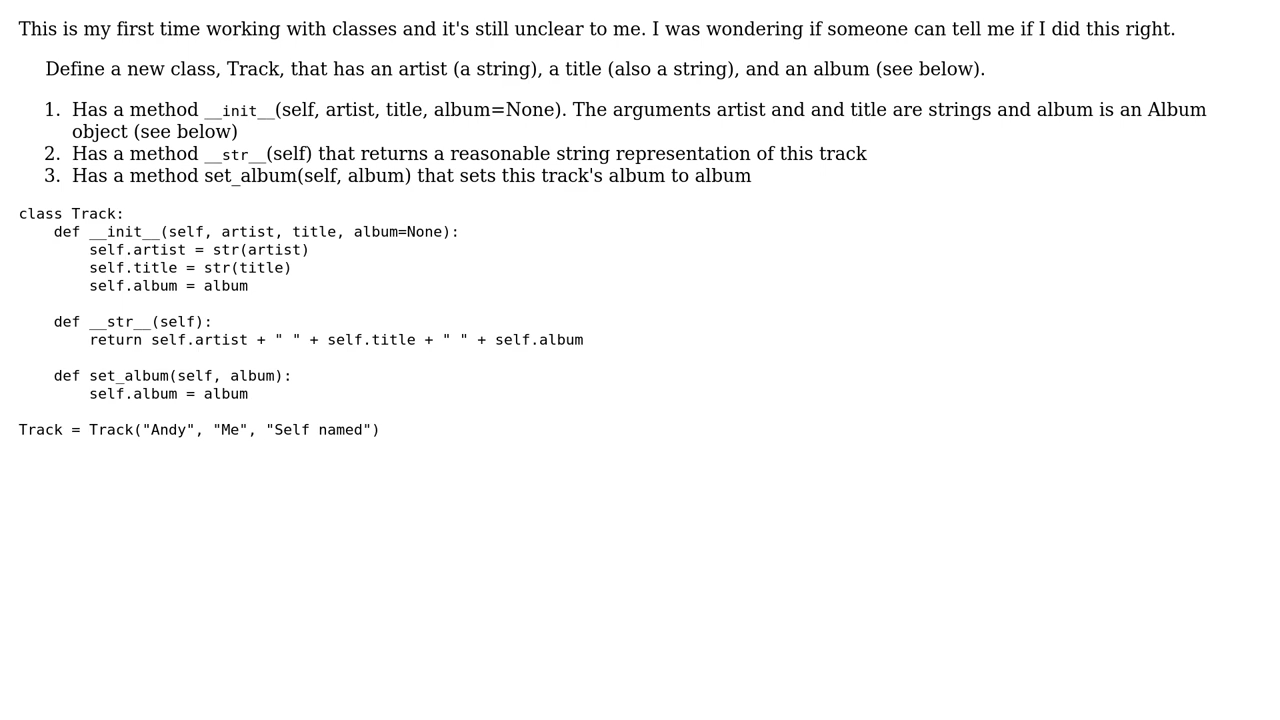 This is my first time working with classes and it's still unclear to me. I was wondering if someone can tell me if I did this right.
Define a new class, Track, that has an artist (a string), a title (also a string), and an album (see below).
1. Has a method __init__(self, artist, title, album=None). The arguments artist and and title are strings and album is an Album
object (see below)
2. Has a method __str__(self) that returns a reasonable string representation of this track
3. Has a method set_album(self, album) that sets this track's album to album
class Track:
    def __init__(self, artist, title, album=None):
        self.artist = str(artist)
        self.title = str(title)
        self.album = album
    def __str__(self):
        return self.artist + " " + self.title + " " + self.album
    def set_album(self, album):
        self.album = album
Track = Track("Andy", "Me", "Self named")